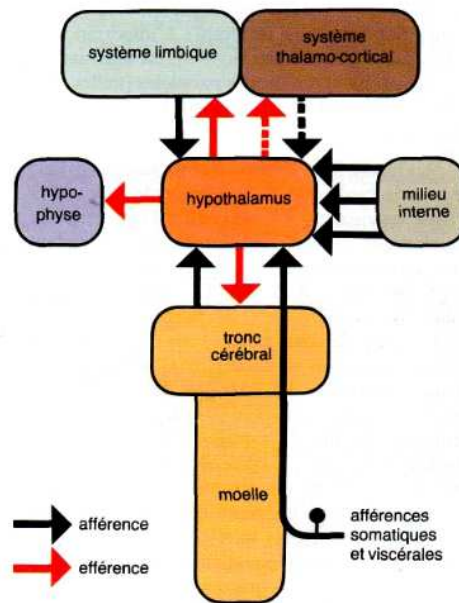 système limbique
système
thalamo-cortical
hypo-
physe
hypothalamus
milieu
interne
tronc
cérébral
moelle
afférence
efférence
afférences
somatiques
et viscérales